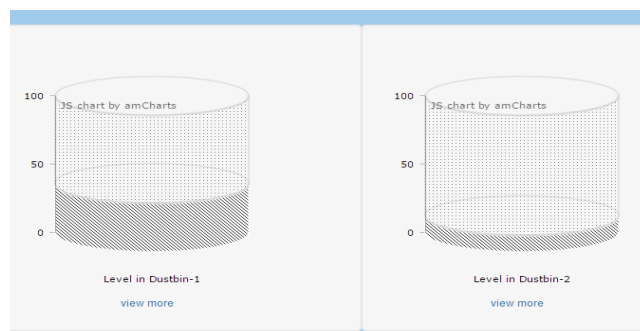 100
JS chart by amCharts
50
0
Level in Dustbin-1
view more
100
JS chart by amCharts
50
0
Level in Dustbin-2
view more